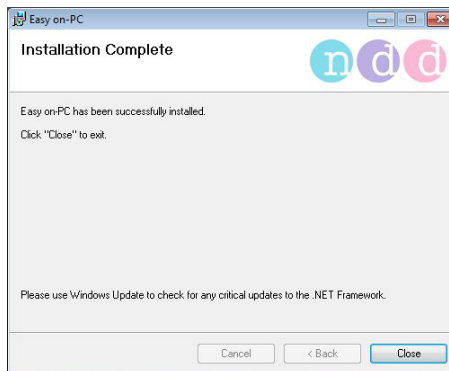 Easy on-PC
Installation Complete
ndd
Easy on-PC has been successfully installed.
Click "Close" to exit.
Please use Windows Update to check for any critical updates to the .NET Framework.
Cancel
< Back
Close